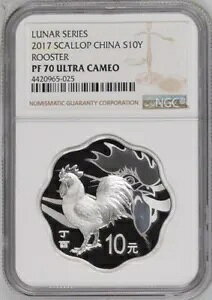 LUNAR SERIES
2017 SCALLOP CHINA S10Y
ROOSTER
PF 70 ULTRA CAMEO
4420965-025
NUMISMATIC GUARANTY CORPORATION
NGC
丁酉
10元